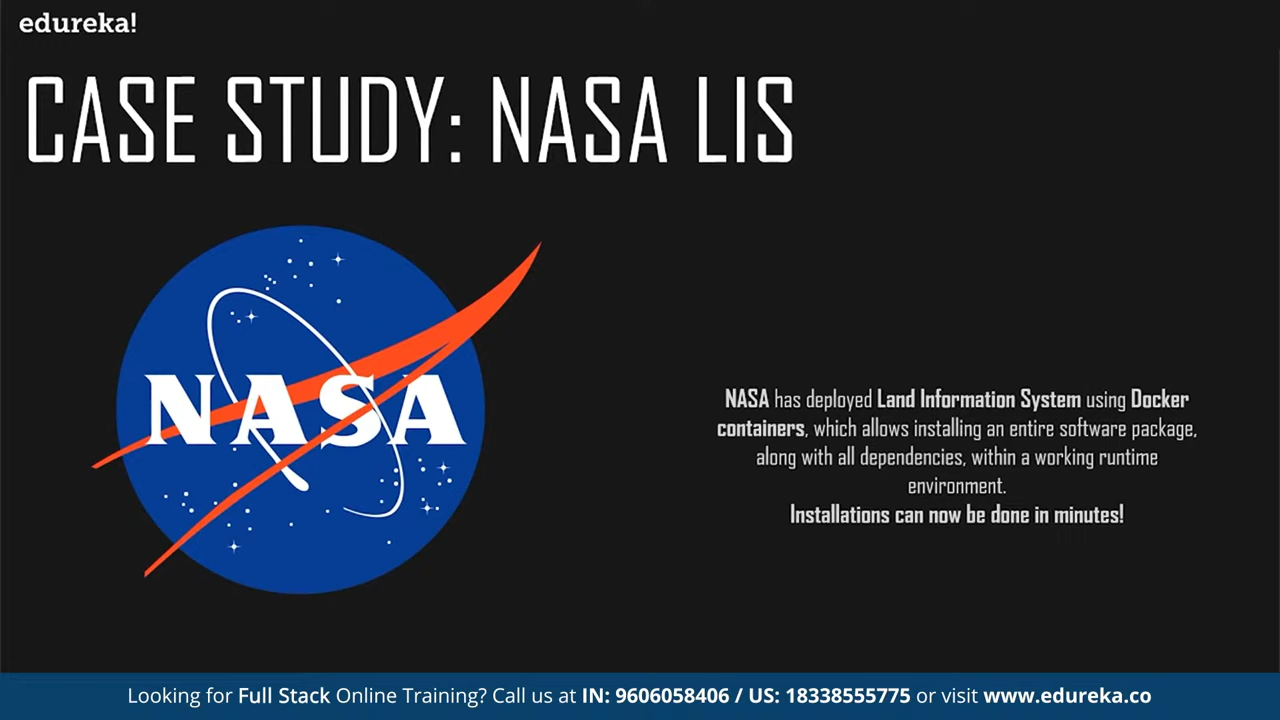 edureka!
CASE STUDY: NASA LIS
NASA
NASA has deployed Land Information System using Docker
containers, which allows installing an entire software package,
along with all dependencies, within a working runtime
environment.
Installations can now be done in minutes!
Looking for Full Stack Online Training? Call us at IN: 9606058406 / US: 18338555775 or visit www.edureka.co